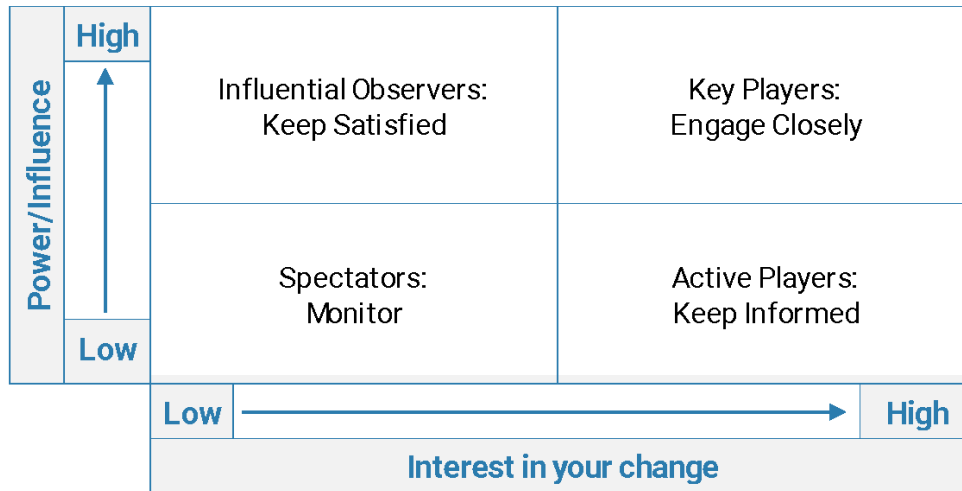 Power/Influence
High
Low
Influential Observers:
Keep Satisfied
Key Players:
Engage Closely
Spectators:
Monitor
Active Players:
Keep Informed
Low
High
Interest in your change